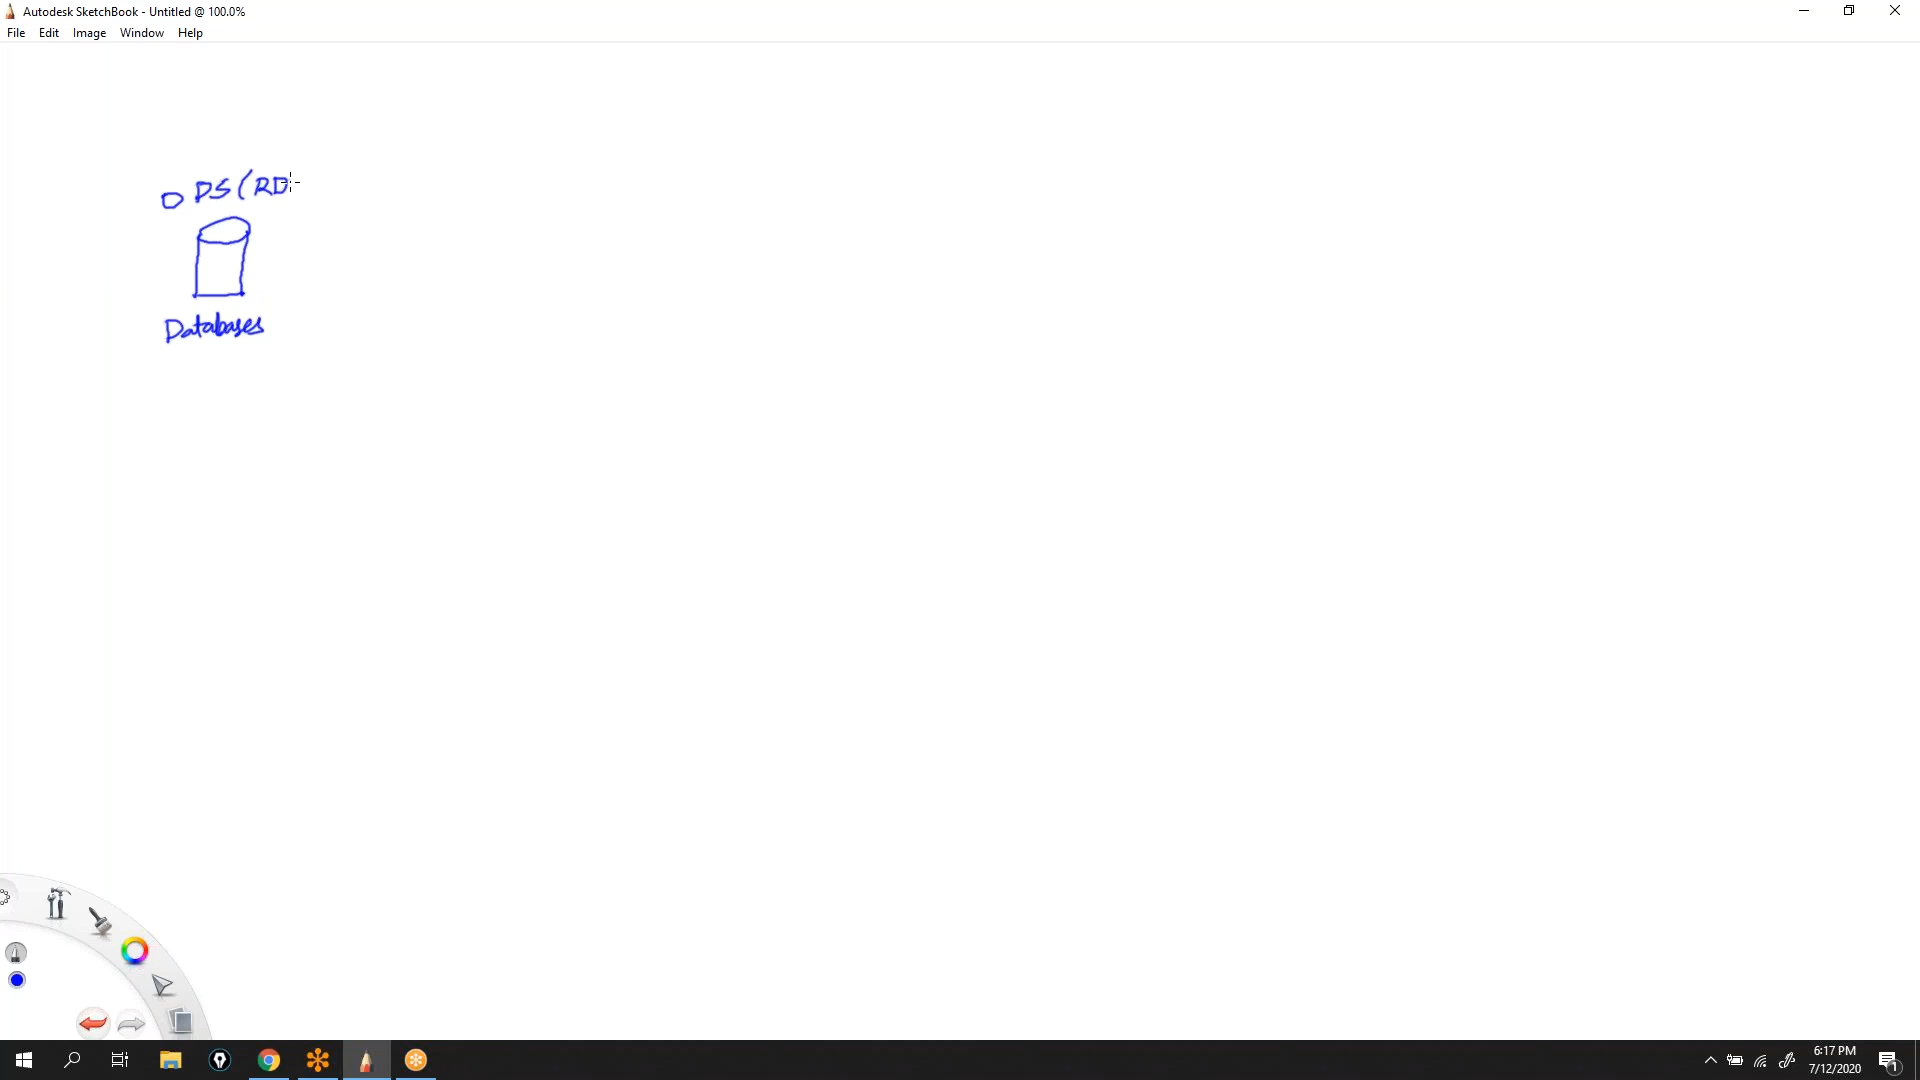 Autodesk SketchBook - Untitled @ 100.0%
File Edit Image Window Help
O DS (RD
Databases
6:17 PM
7/12/2020
1